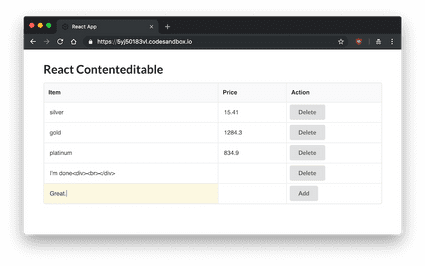 React App
https://5yj50183vl.codesandbox.io
React Contenteditable
Item Price Action
silver 15.41 Delete
gold 1284.3 Delete
platinum 834.9 Delete
I'm done<div><br></div> Delete
Great. Add